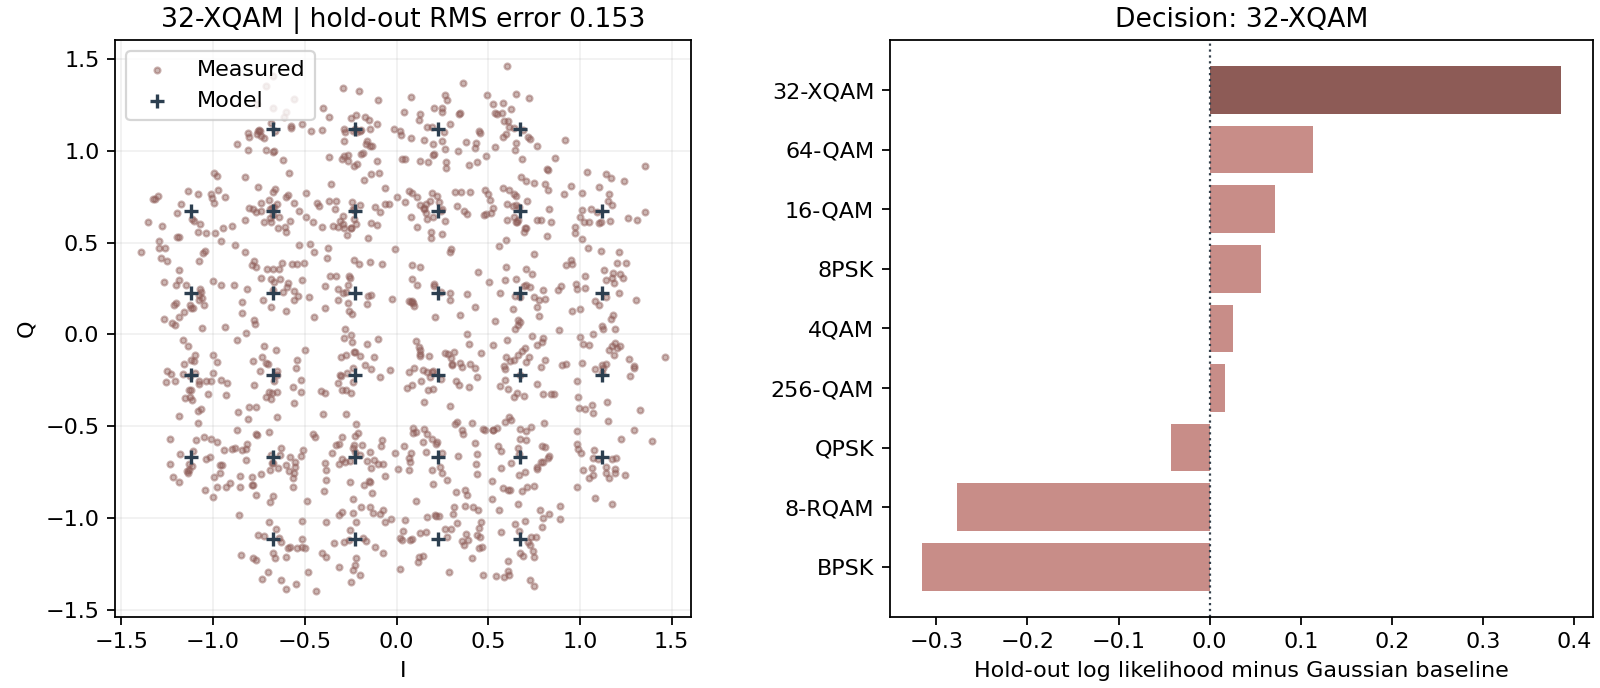 32-XQAM | hold-out RMS error 0.153
Measured
Model
1.5
1.0
0.5
0.0
−0.5
−1.0
−1.5
Q
−1.5
−1.0
−0.5
0.0
0.5
1.0
1.5
I
Decision: 32-XQAM
32-XQAM
64-QAM
16-QAM
8PSK
4QAM
256-QAM
QPSK
8-RQAM
BPSK
−0.3
−0.2
−0.1
0.0
0.1
0.2
0.3
0.4
Hold-out log likelihood minus Gaussian baseline